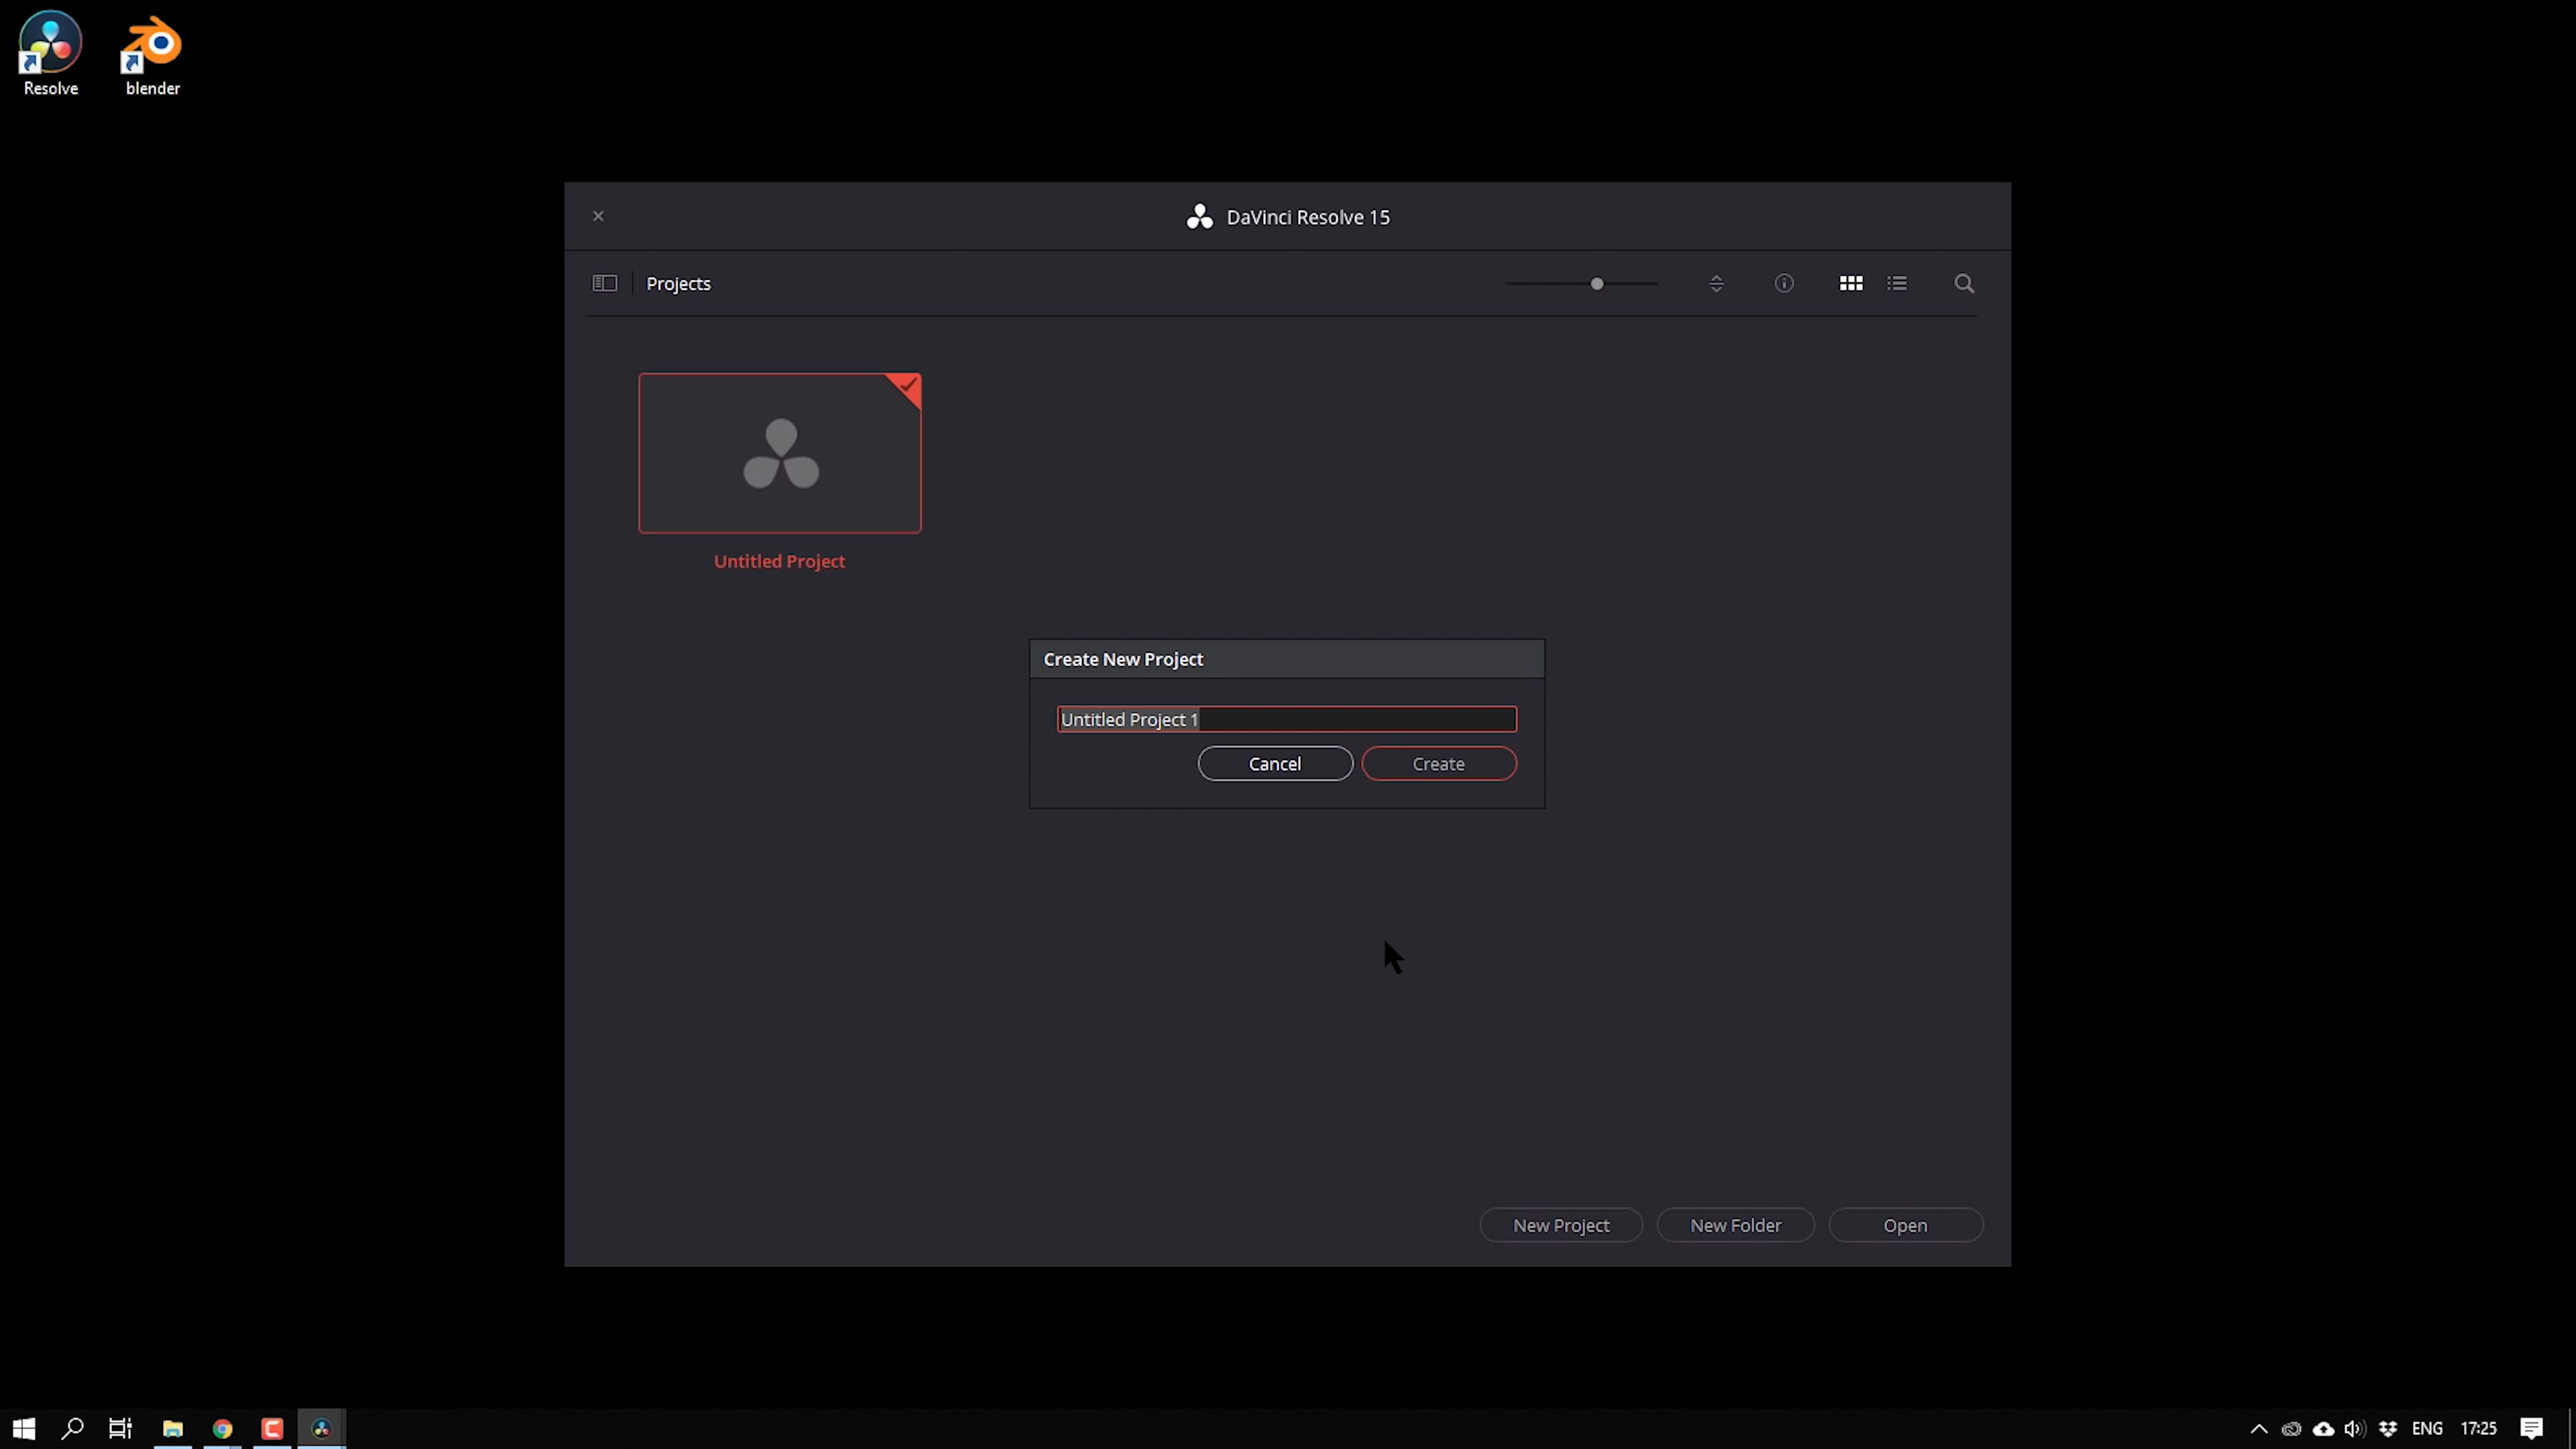 Resolve
blender
DaVinci Resolve 15
Projects
Untitled Project
Create New Project
Untitled Project 1
Cancel
Create
New Project
New Folder
Open
ENG
17:25